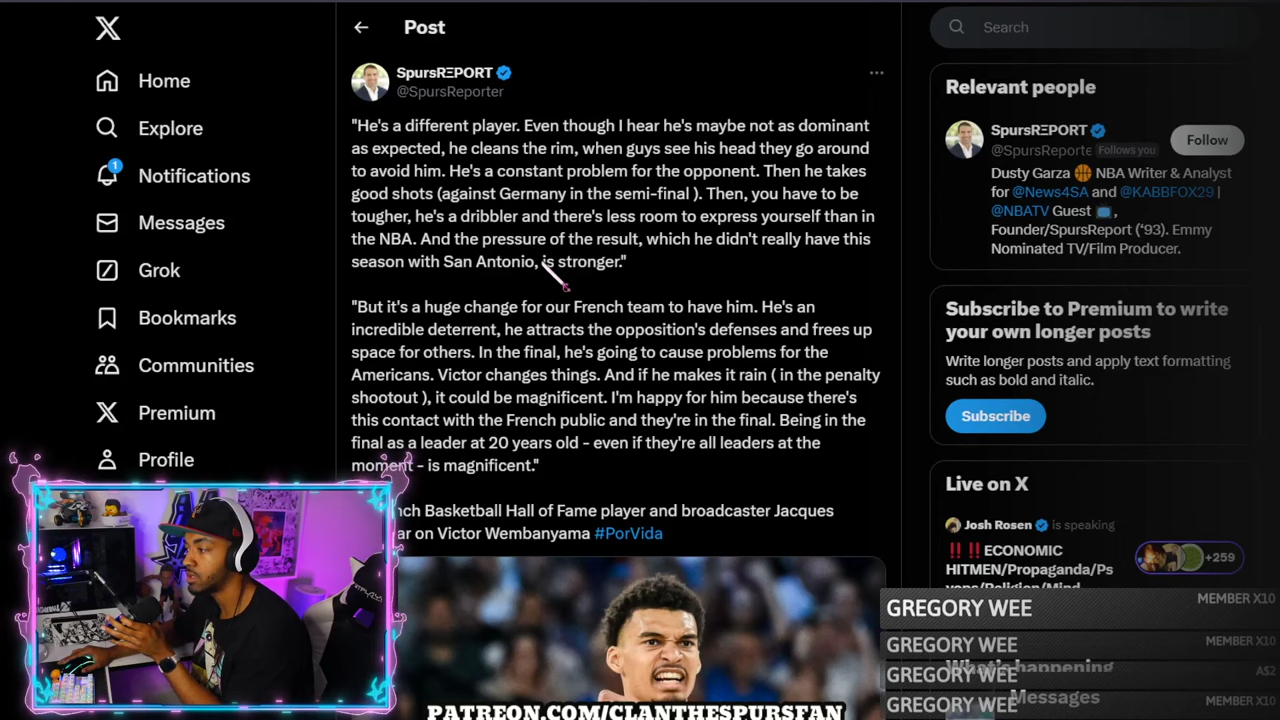 Home
Explore
1
Notifications
Messages
Grok
Bookmarks
Communities
Premium
Profile
Post
SpursRΞPORT
@SpursReporter
"He's a different player. Even though I hear he's maybe not as dominant
as expected, he cleans the rim, when guys see his head they go around
to avoid him. He's a constant problem for the opponent. Then he takes
good shots (against Germany in the semi-final ). Then, you have to be
tougher, he's a dribbler and there's less room to express yourself than in
the NBA. And the pressure of the result, which he didn't really have this
season with San Antonio, is stronger."
"But it's a huge change for our French team to have him. He's an
incredible deterrent, he attracts the opposition's defenses and frees up
space for others. In the final, he's going to cause problems for the
Americans. Victor changes things. And if he makes it rain ( in the penalty
shootout ), it could be magnificent. I'm happy for him because there's
this contact with the French public and they're in the final. Being in the
final as a leader at 20 years old - even if they're all leaders at the
moment - is magnificent."
nch Basketball Hall of Fame player and broadcaster Jacques
ar on Victor Wembanyama #PorVida
PATREON.COM/CLANTHESPURSFAN
Search
Relevant people
SpursRΞPORT
@SpursReporte Follows you
Follow
Dusty Garza 🏀 NBA Writer & Analyst
for @News4SA and @KABBFOX29 |
@NBATV Guest 📺,
Founder/SpursReport ('93). Emmy
Nominated TV/Film Producer.
Subscribe to Premium to write
your own longer posts
Write longer posts and apply text formatting
such as bold and italic.
Subscribe
Live on X
Josh Rosen is speaking
‼️‼️ECONOMIC
HITMEN/Propaganda/Ps
+259
GREGORY WEE
MEMBER X10
GREGORY WEE
MEMBER X10
What's happening
GREGORY WEE
A$2
Messages
GREGORY WEE
MEMBER X10